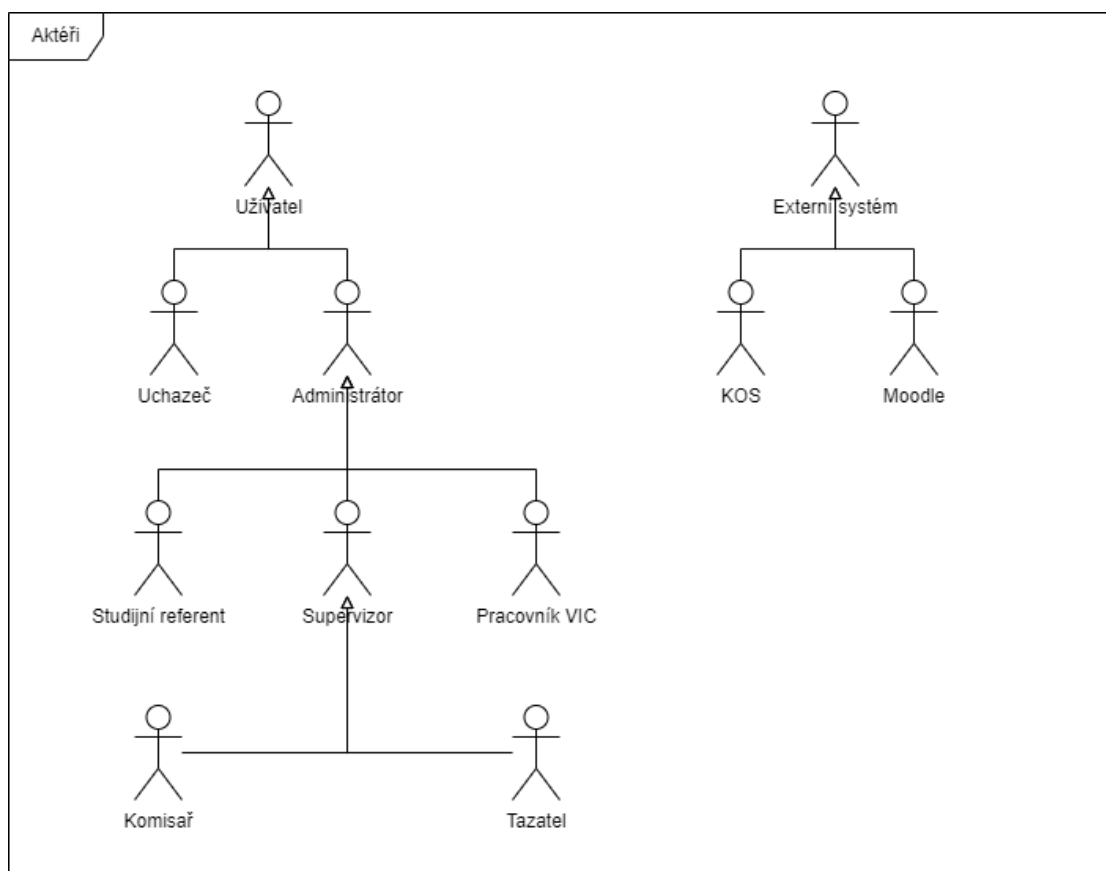 Aktéři
Uživatel
Externí systém
Uchazeč
Administrátor
KOS
Moodle
Studijní referent
Supervizor
Pracovník VIC
Komisař
Tazatel